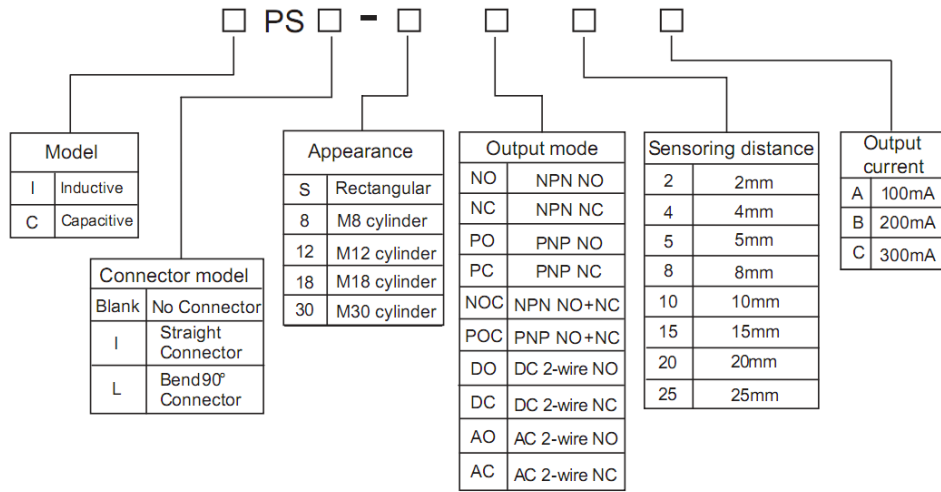 □ PS □ - □ □ □ □
Model
I Inductive
C Capacitive
Connector model
Blank No Connector
I Straight
Connector
L Bend90°
Connector
Appearance
S Rectangular
8 M8 cylinder
12 M12 cylinder
18 M18 cylinder
30 M30 cylinder
Output mode
NO NPN NO
NC NPN NC
PO PNP NO
PC PNP NC
NOC NPN NO+NC
POC PNP NO+NC
DO DC 2-wire NO
DC DC 2-wire NC
AO AC 2-wire NO
AC AC 2-wire NC
Sensoring distance
2 2mm
4 4mm
5 5mm
8 8mm
10 10mm
15 15mm
20 20mm
25 25mm
Output
current
A 100mA
B 200mA
C 300mA